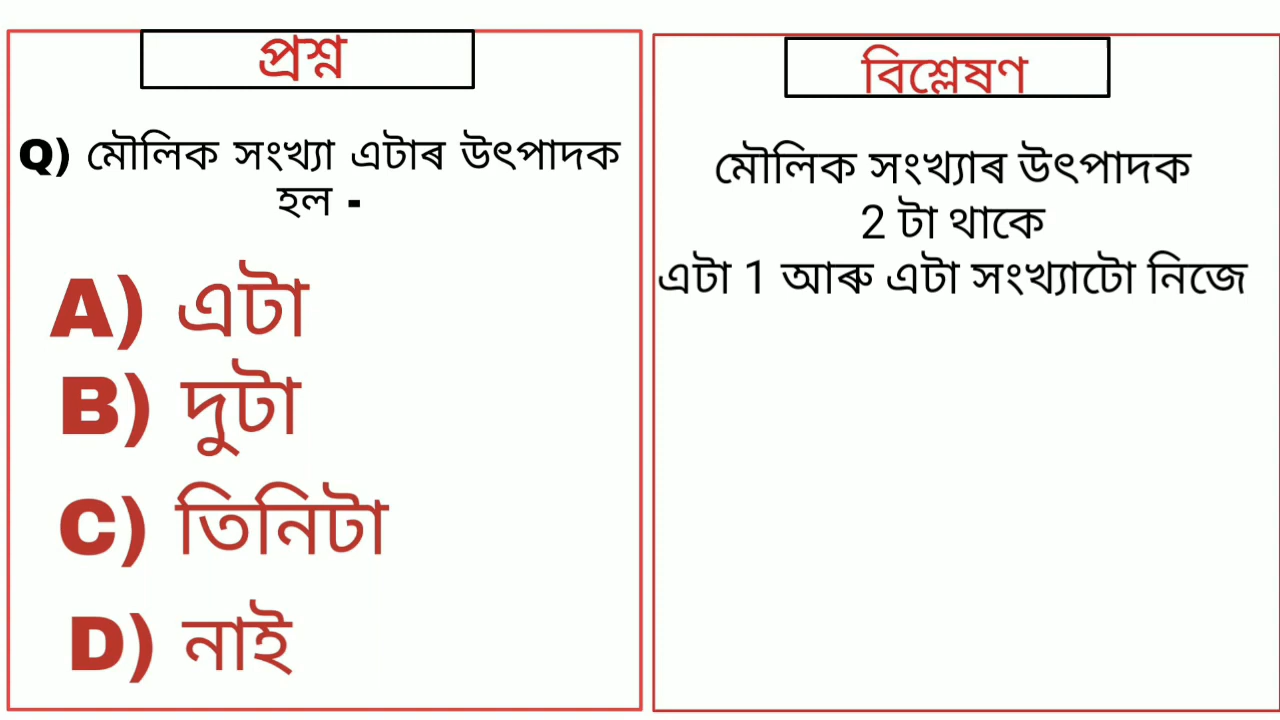 প্ৰশ্ন
Q) মৌলিক সংখ্যা এটাৰ উৎপাদক
হল -
A) এটা
B) দুটা
C) তিনিটা
D) নাই
বিশ্লেষণ
মৌলিক সংখ্যাৰ উৎপাদক
2 টা থাকে
এটা 1 আৰু এটা সংখ্যাটো নিজে